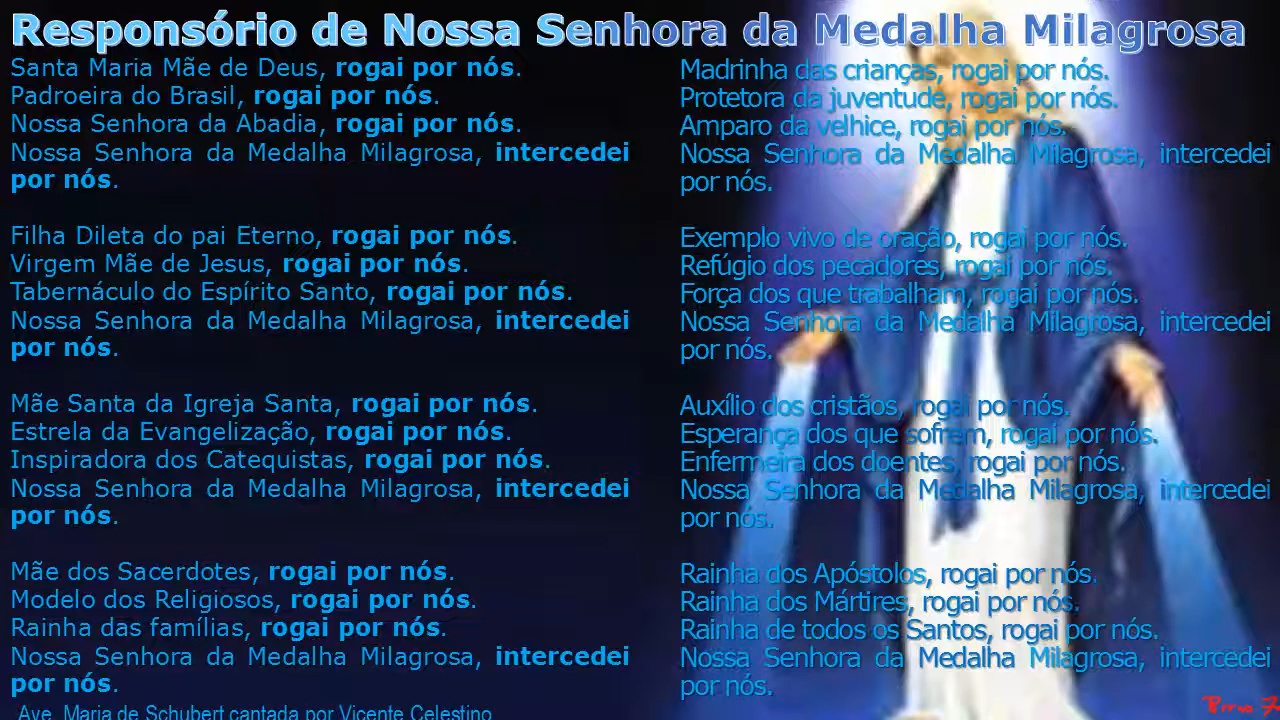 Responsório de Nossa Senhora da Medalha Milagrosa
Santa Maria Mãe de Deus, rogai por nós.
Padroeira do Brasil, rogai por nós.
Nossa Senhora da Abadia, rogai por nós.
Nossa Senhora da Medalha Milagrosa, intercedei
por nós.
Filha Dileta do pai Eterno, rogai por nós.
Virgem Mãe de Jesus, rogai por nós.
Tabernáculo do Espírito Santo, rogai por nós.
Nossa Senhora da Medalha Milagrosa, intercedei
por nós.
Mãe Santa da Igreja Santa, rogai por nós.
Estrela da Evangelização, rogai por nós.
Inspiradora dos Catequistas, rogai por nós.
Nossa Senhora da Medalha Milagrosa, intercedei
por nós.
Mãe dos Sacerdotes, rogai por nós.
Modelo dos Religiosos, rogai por nós.
Rainha das famílias, rogai por nós.
Nossa Senhora da Medalha Milagrosa, intercedei
por nós.
Ave Maria de Schubert cantada por Vicente Celestino
Madrinha das crianças, rogai por nós.
Protetora da juventude, rogai por nós.
Amparo da velhice, rogai por nós.
Nossa Senhora da Medalha Milagrosa, intercedei
por nós.
Exemplo vivo de oração, rogai por nós.
Refúgio dos pecadores, rogai por nós.
Força dos que trabalham, rogai por nós.
Nossa Senhora da Medalha Milagrosa, intercedei
por nós.
Auxílio dos cristãos, rogai por nós.
Esperança dos que sofrem, rogai por nós.
Enfermeira dos doentes, rogai por nós.
Nossa Senhora da Medalha Milagrosa, intercedei
por nós.
Rainha dos Apóstolos, rogai por nós.
Rainha dos Mártires, rogai por nós.
Rainha de todos os Santos, rogai por nós.
Nossa Senhora da Medalha Milagrosa, intercedei
por nós.